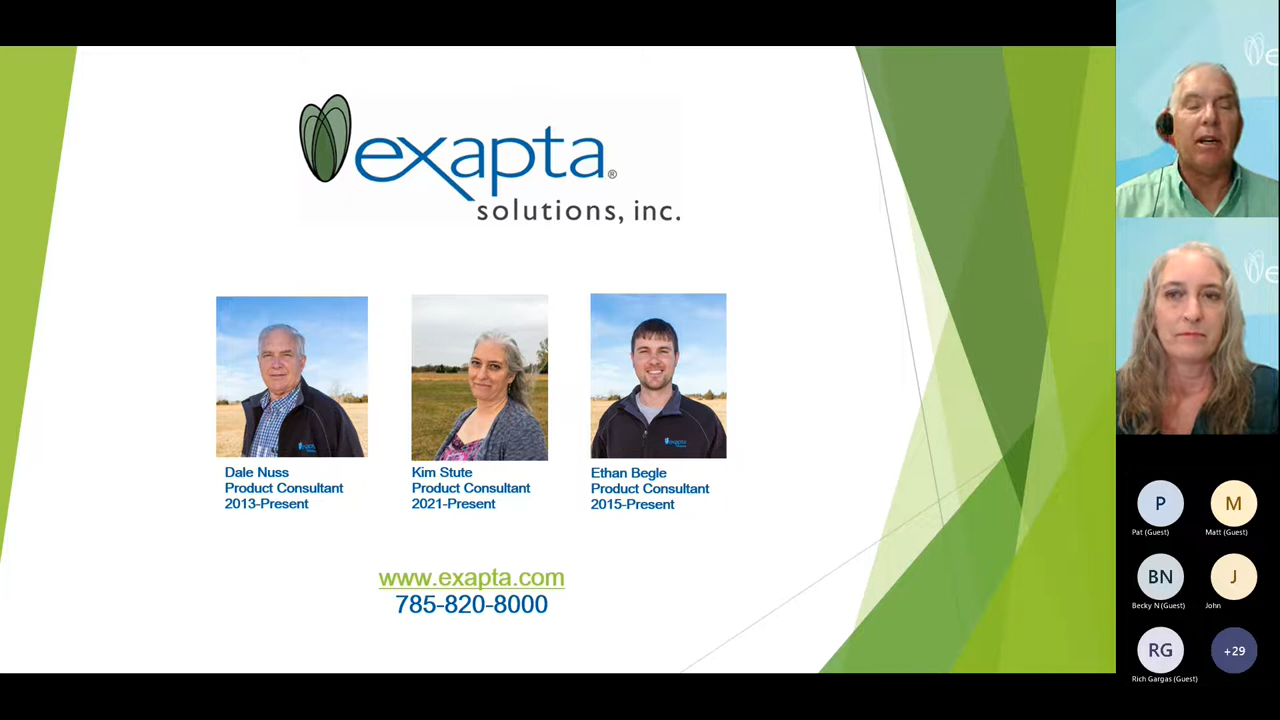 exapta®
solutions, inc.
Dale Nuss
Product Consultant
2013-Present
Kim Stute
Product Consultant
2021-Present
Ethan Begle
Product Consultant
2015-Present
www.exapta.com
785-820-8000
P
Pat (Guest)
M
Matt (Guest)
BN
Becky N (Guest)
J
John
RG
Rich Gargas (Guest)
+29